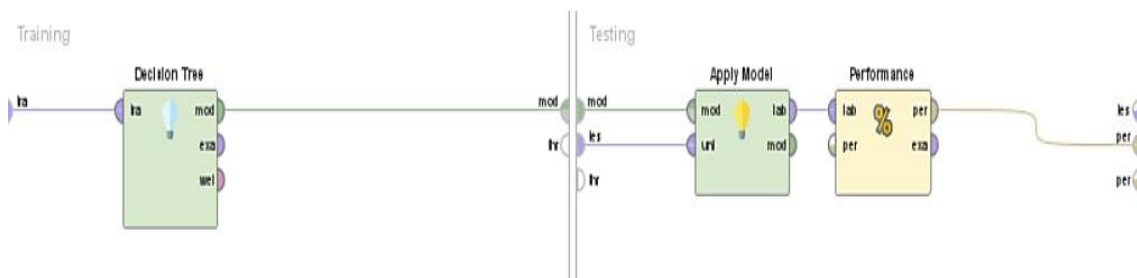 Training
Testing
Decision Tree
Apply Model
Performance
tra
tra
mod
exa
wei
mod
thr
mod
tes
thr
mod
unl
lab
mod
lab
per
per
exa
%
tes
per
per